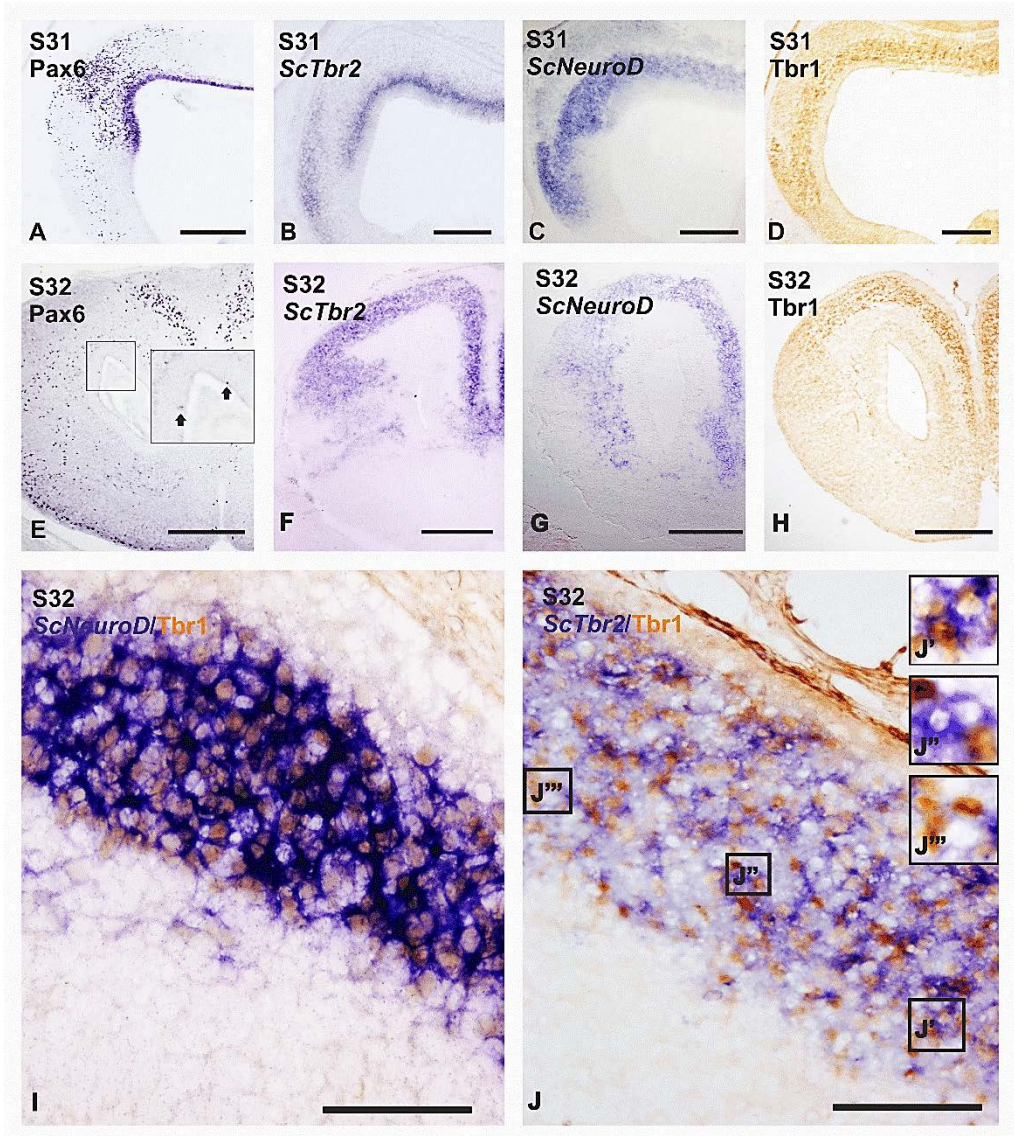 S31
Pax6
A
S31
ScTbr2
B
S31
ScNeuroD
C
S31
Tbr1
D
S32
Pax6
E
S32
ScTbr2
F
S32
ScNeuroD
G
S32
Tbr1
H
S32
ScNeuroD/Tbr1
I
S32
ScTbr2/Tbr1
J'
J''
J'''
J'''
J''
J'
J